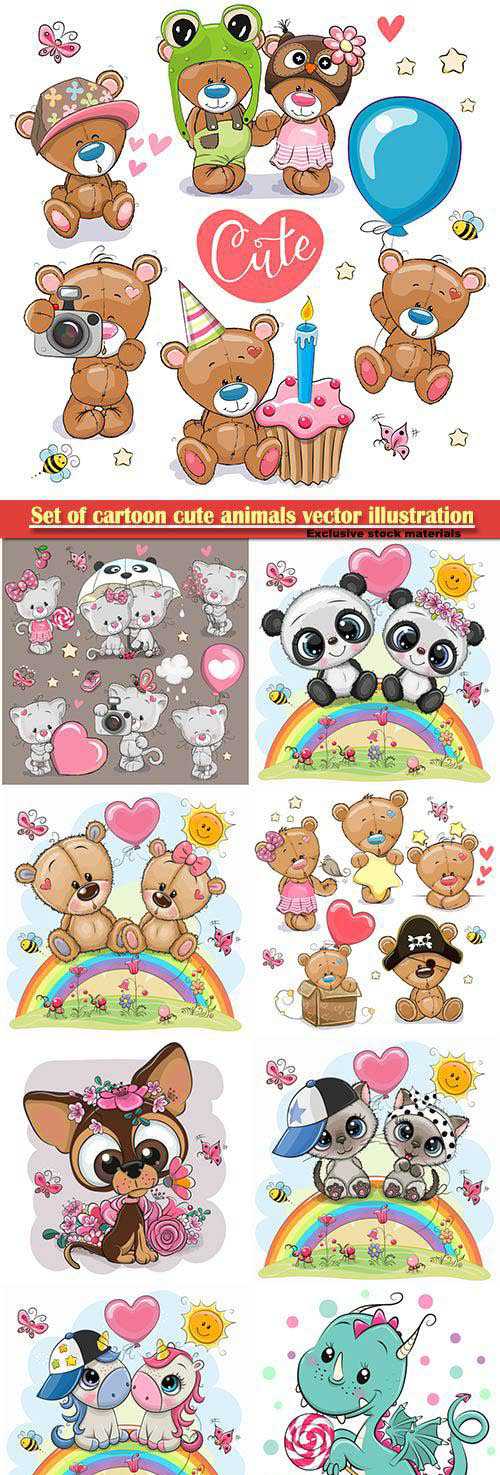 Cute
Set of cartoon cute animals vector illustration
Exclusive stock materials